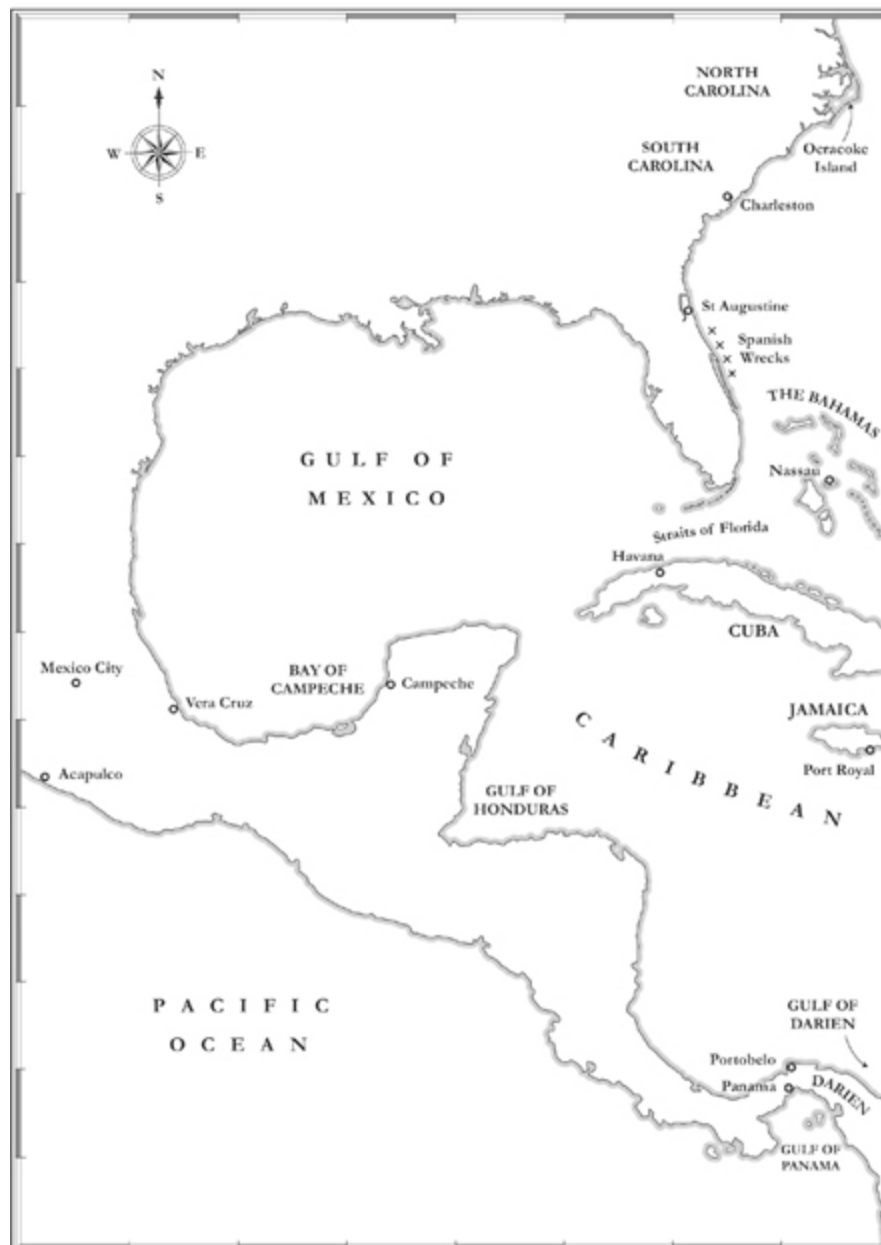 N
W
E
S
NORTH
CAROLINA
SOUTH
CAROLINA
Ocracoke
Island
Charleston
St Augustine
Spanish
Wrecks
THE BAHAMAS
Nassau
GULF OF
MEXICO
Straits of Florida
Havana
CUBA
Mexico City
BAY OF
CAMPECHE
Campeche
Vera Cruz
JAMAICA
Port Royal
CARIBBEAN
Acapulco
GULF OF
HONDURAS
PACIFIC
OCEAN
GULF OF
DARIEN
Portobelo
Panama
DARIEN
GULF OF
PANAMA